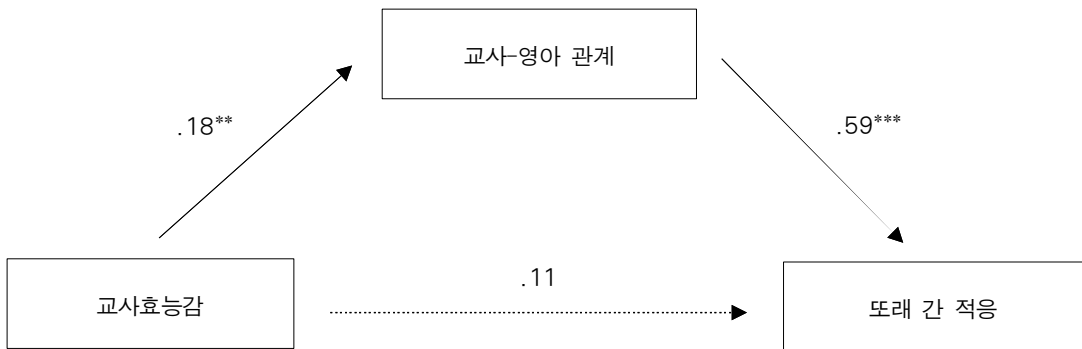 교사-영아 관계
.18**
.59***
교사효능감
.11
또래 간 적응